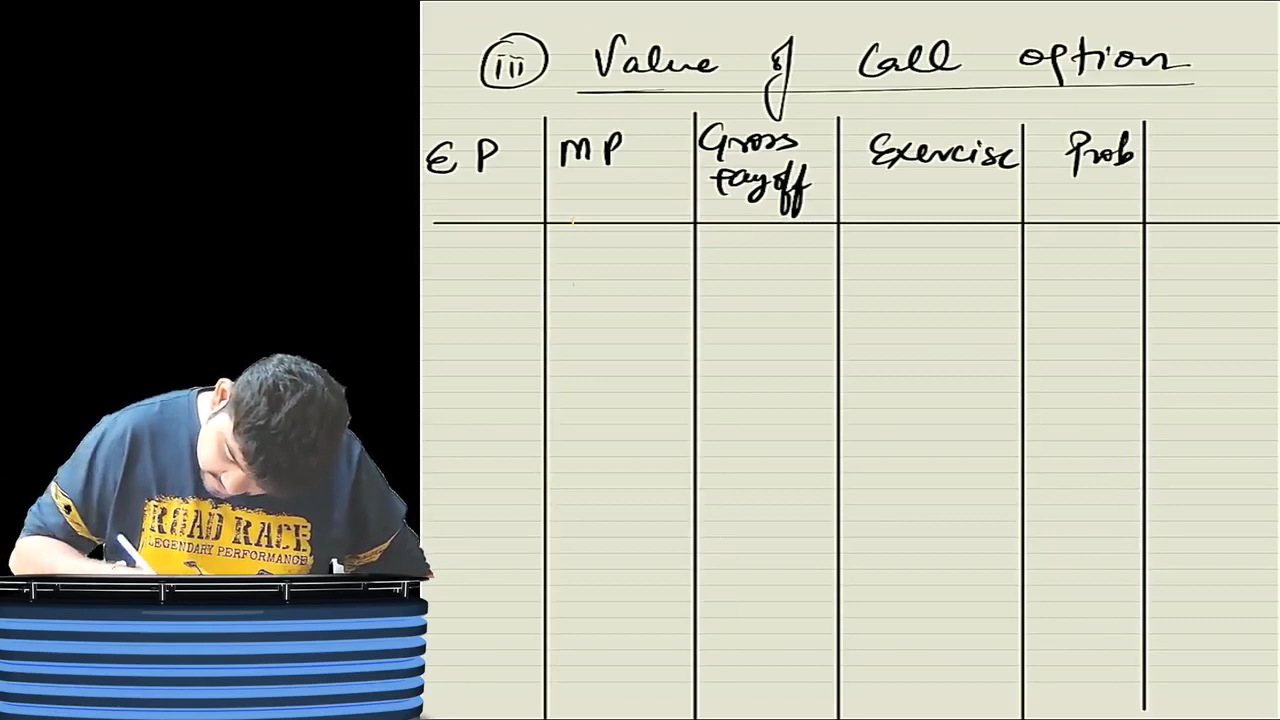 iii Value of Call option
EP MP Gross Payoff Exercise Prob
ROAD RACE
LEGENDARY PERFORMANCE